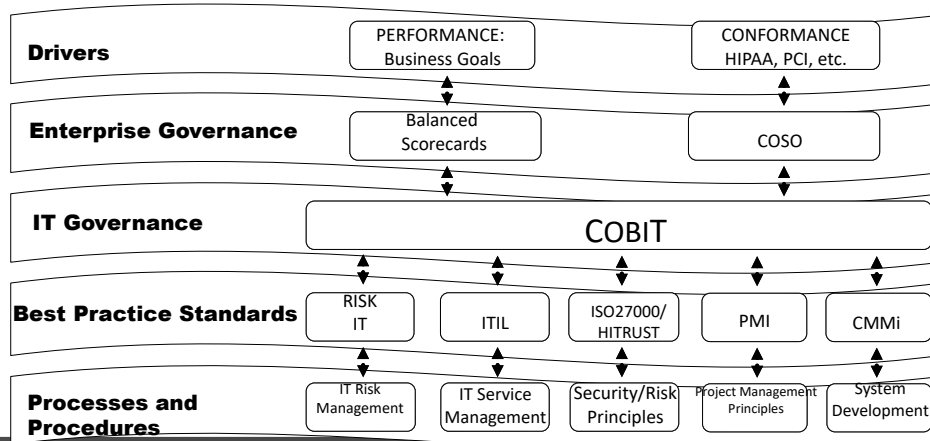 Drivers
PERFORMANCE:
Business Goals
CONFORMANCE
HIPAA, PCI, etc.
Enterprise Governance
Balanced
Scorecards
COSO
IT Governance
COBIT
Best Practice Standards
RISK
IT
ITIL
ISO27000/
HITRUST
PMI
CMMi
Processes and
Procedures
IT Risk
Management
IT Service
Management
Security/Risk
Principles
Project Management
Principles
System
Development